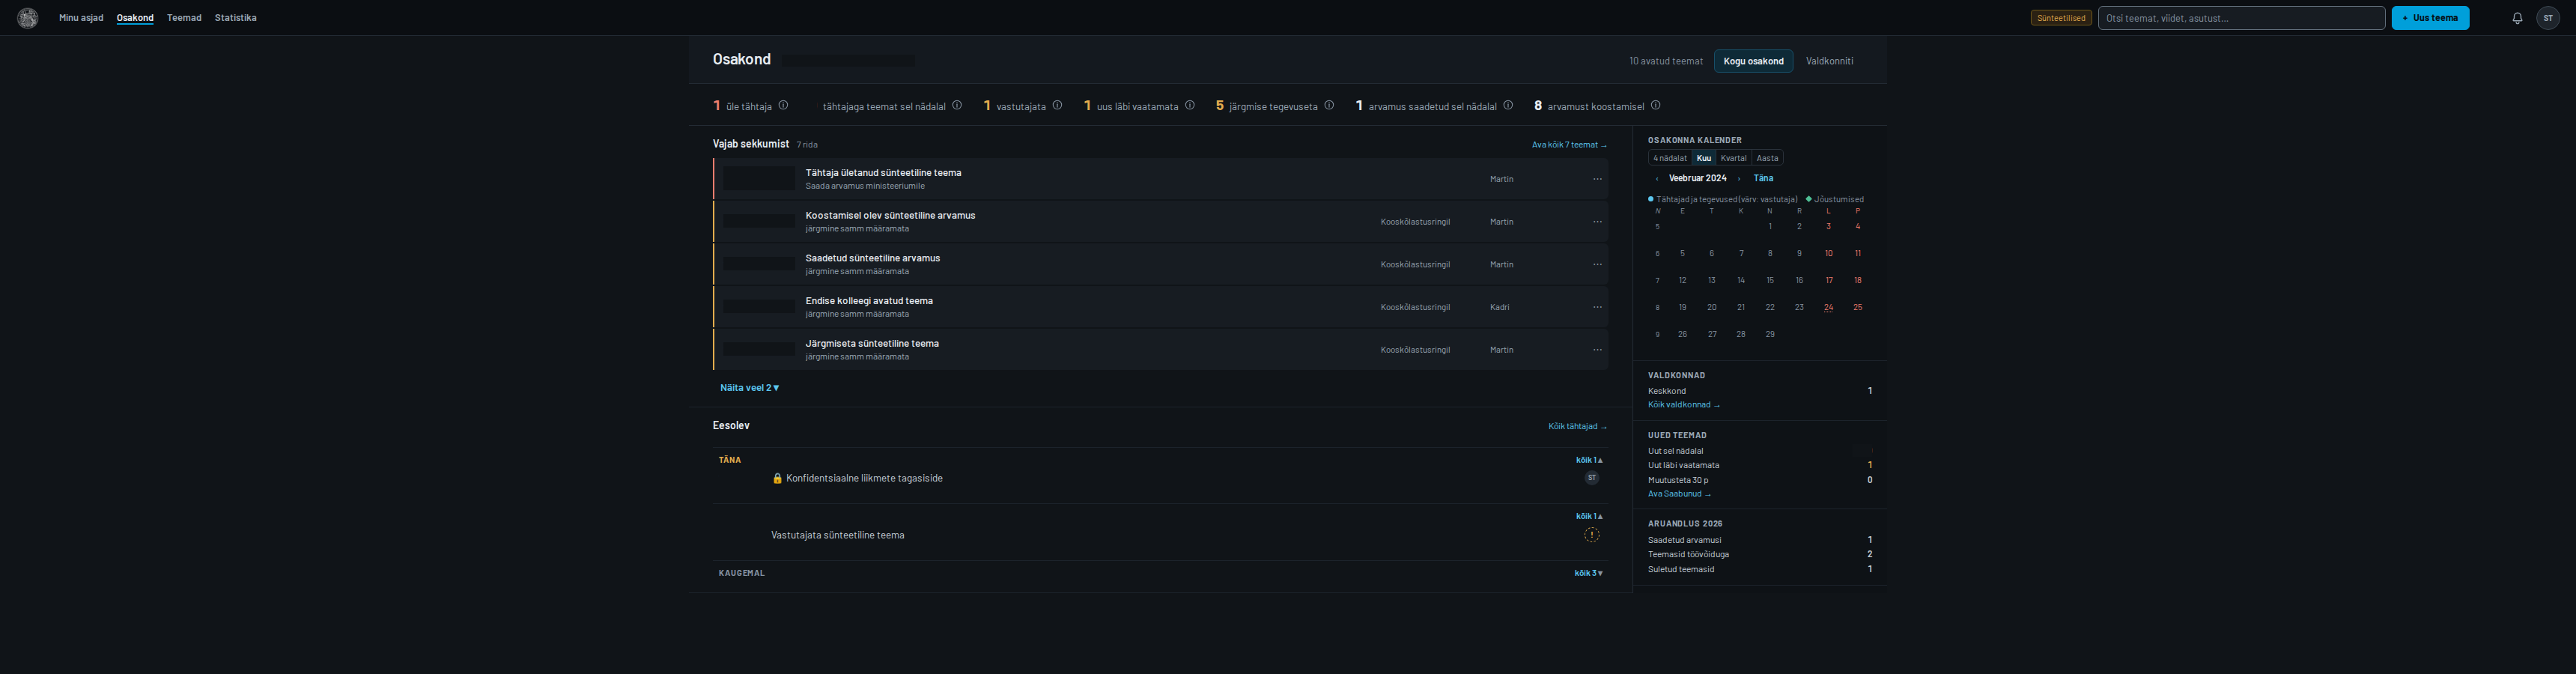 Minu asjad Osakond Teemad Statistika Sünteetilised Otsi teemat, viidet, asutust... + Uus teema ST
Osakond 10 avatud teemat Kogu osakond Valdkonniti
1 üle tähtaja ⓘ tähtajaga teemat sel nädalal ⓘ 1 vastutajata ⓘ 1 uus läbi vaatamata ⓘ 5 järgmise tegevuseta ⓘ 1 arvamus saadetud sel nädalal ⓘ 8 arvamust koostamisel ⓘ
Vajab sekkumist 7 rida Ava kõik 7 teemat →
Tähtaja ületanud sünteetiline teema
Saada arvamus ministeeriumile
Martin ...
Koostamisel olev sünteetiline arvamus
järgmine samm määramata
Kooskõlastusringil Martin ...
Saadetud sünteetiline arvamus
järgmine samm määramata
Kooskõlastusringil Martin ...
Endise kolleegi avatud teema
järgmine samm määramata
Kooskõlastusringil Kadri ...
Järgmiseta sünteetiline teema
järgmine samm määramata
Kooskõlastusringil Martin ...
Näita veel 2 ▾
Eesolev Kõik tähtajad →
TÄNA kõik 1 ▴
🔒 Konfidentsiaalne liikmete tagasiside ST
kõik 1 ▴
Vastutajata sünteetiline teema !
KAUGEMAL kõik 3 ▾
OSAKONNA KALENDER
4 nädalat Kuu Kvartal Aasta
‹ Veebruar 2024 › Täna
Tähtajad ja tegevused (värv: vastutaja) Jõustumised
N E T K N R L P
5 1 2 3 4
6 5 6 7 8 9 10 11
7 12 13 14 15 16 17 18
8 19 20 21 22 23 24 25
9 26 27 28 29
VALDKONNAD
Keskkond 1
Kõik valdkonnad →
UUED TEEMAD
Uut sel nädalal
Uut läbi vaatamata 1
Muutusteta 30 p 0
Ava Saabunud →
ARUANDLUS 2026
Saadetud arvamusi 1
Teemasid töövõiduga 2
Suletud teemasid 1